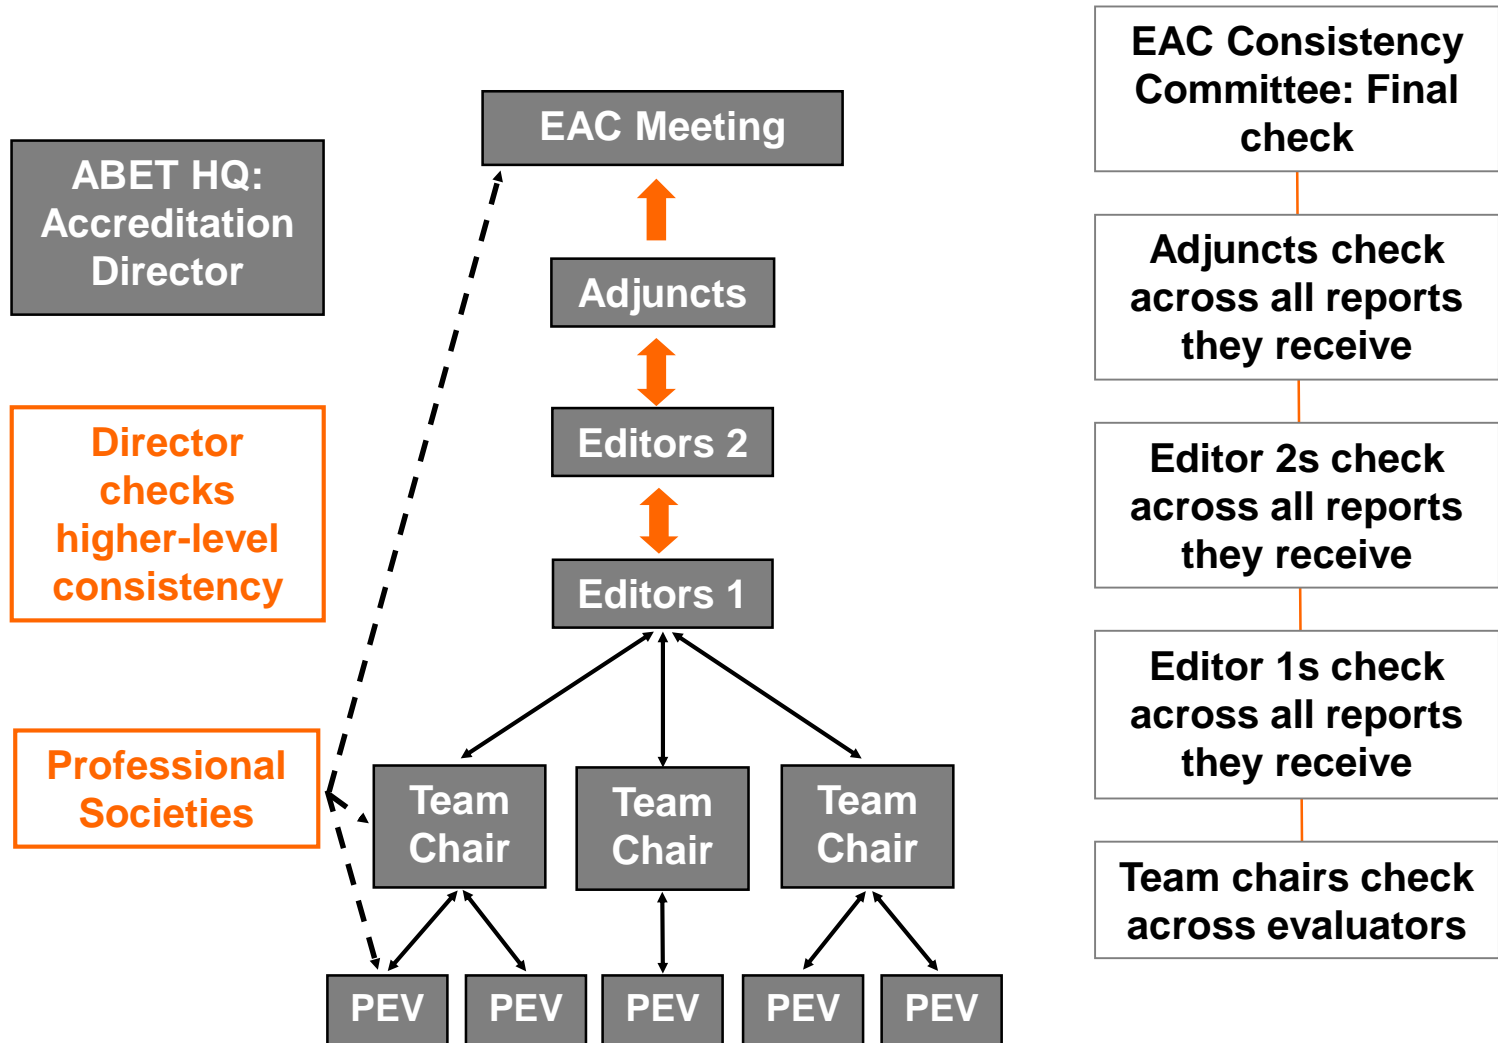 ABET HQ:
Accreditation
Director
Director
checks
higher-level
consistency
Professional
Societies
EAC Meeting
Adjuncts
Editors 2
Editors 1
Team
Chair
Team
Chair
Team
Chair
PEV
PEV
PEV
PEV
PEV
EAC Consistency
Committee: Final
check
Adjuncts check
across all reports
they receive
Editor 2s check
across all reports
they receive
Editor 1s check
across all reports
they receive
Team chairs check
across evaluators